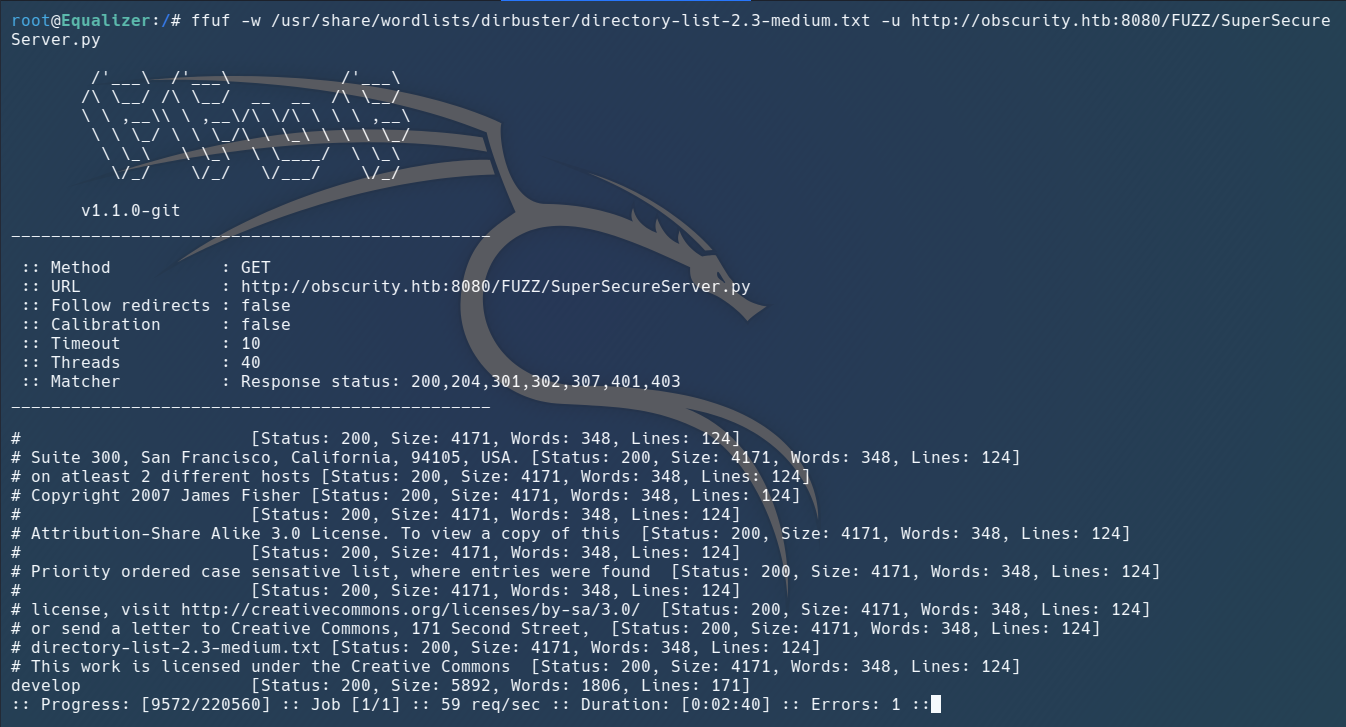 root@Equalizer:/# ffuf -w /usr/share/wordlists/dirbuster/directory-list-2.3-medium.txt -u http://obscurity.htb:8080/FUZZ/SuperSecure
Server.py
        /'___\  /'___\           /'___\
       /\ \__/ /\ \__/  __  __  /\ \__/
       \ \ ,__\\ \ ,__\/\ \/\ \ \ \ ,__\
        \ \ \_/ \ \ \_/\ \ \_\ \ \ \ \_/
         \ \_\   \ \_\  \ \____/  \ \_\
          \/_/    \/_/   \/___/    \/_/
       v1.1.0-git
________________________________________________
 :: Method           : GET
 :: URL              : http://obscurity.htb:8080/FUZZ/SuperSecureServer.py
 :: Follow redirects : false
 :: Calibration      : false
 :: Timeout          : 10
 :: Threads          : 40
 :: Matcher          : Response status: 200,204,301,302,307,401,403
________________________________________________
#                       [Status: 200, Size: 4171, Words: 348, Lines: 124]
# Suite 300, San Francisco, California, 94105, USA. [Status: 200, Size: 4171, Words: 348, Lines: 124]
# on atleast 2 different hosts [Status: 200, Size: 4171, Words: 348, Lines: 124]
# Copyright 2007 James Fisher [Status: 200, Size: 4171, Words: 348, Lines: 124]
#                       [Status: 200, Size: 4171, Words: 348, Lines: 124]
# Attribution-Share Alike 3.0 License. To view a copy of this  [Status: 200, Size: 4171, Words: 348, Lines: 124]
#                       [Status: 200, Size: 4171, Words: 348, Lines: 124]
# Priority ordered case sensative list, where entries were found  [Status: 200, Size: 4171, Words: 348, Lines: 124]
#                       [Status: 200, Size: 4171, Words: 348, Lines: 124]
# license, visit http://creativecommons.org/licenses/by-sa/3.0/  [Status: 200, Size: 4171, Words: 348, Lines: 124]
# or send a letter to Creative Commons, 171 Second Street,  [Status: 200, Size: 4171, Words: 348, Lines: 124]
# directory-list-2.3-medium.txt [Status: 200, Size: 4171, Words: 348, Lines: 124]
# This work is licensed under the Creative Commons  [Status: 200, Size: 4171, Words: 348, Lines: 124]
develop                 [Status: 200, Size: 5892, Words: 1806, Lines: 171]
:: Progress: [9572/220560] :: Job [1/1] :: 59 req/sec :: Duration: [0:02:40] :: Errors: 1 ::